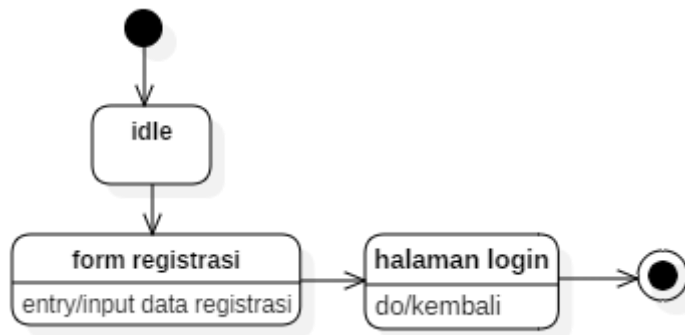 idle
form registrasi
entry/input data registrasi
halaman login
do/kembali